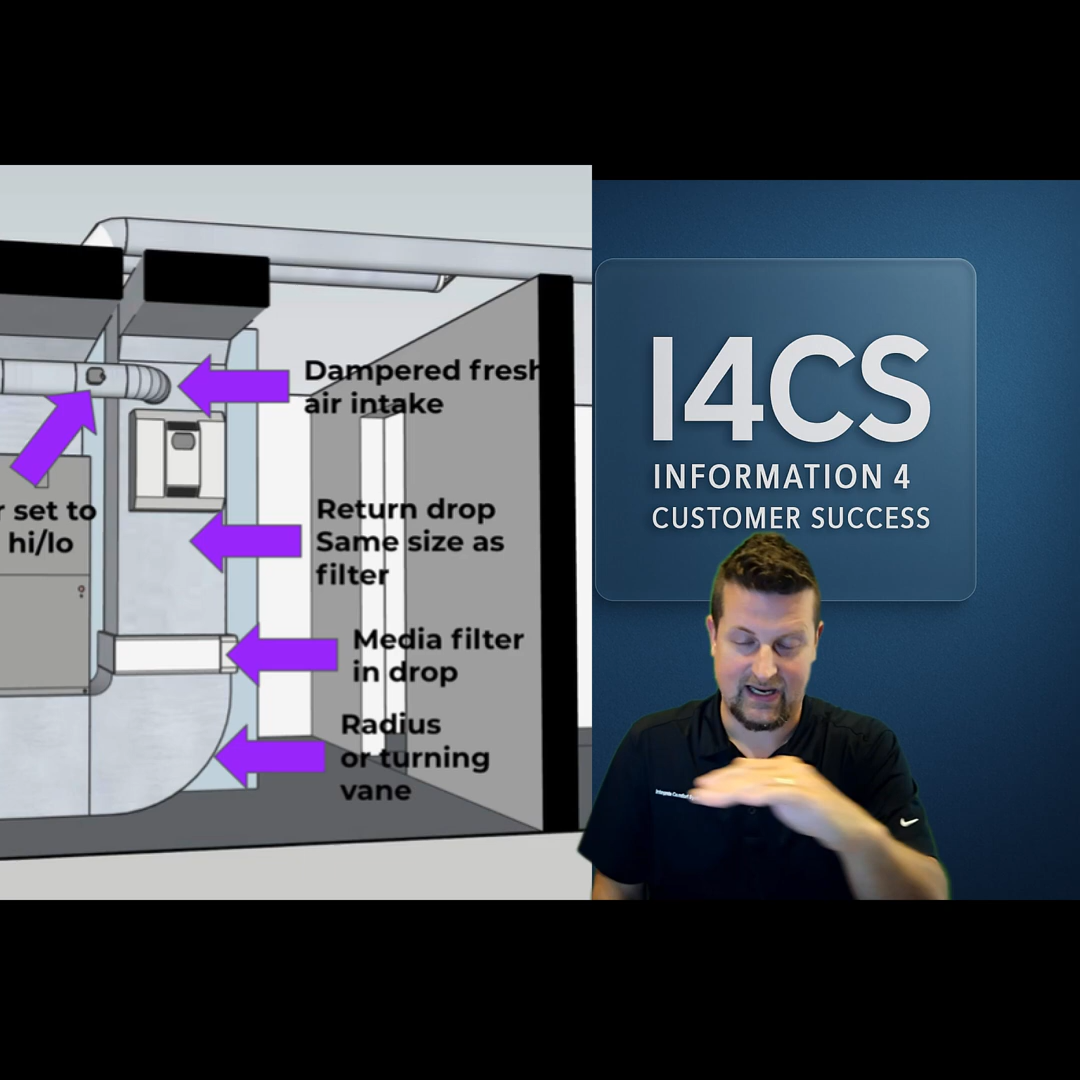 Dampered fresh
air intake
r set to
hi/lo
Return drop
Same size as
filter
Media filter
in drop
Radius
or turning
vane
I4CS
INFORMATION 4
CUSTOMER SUCCESS